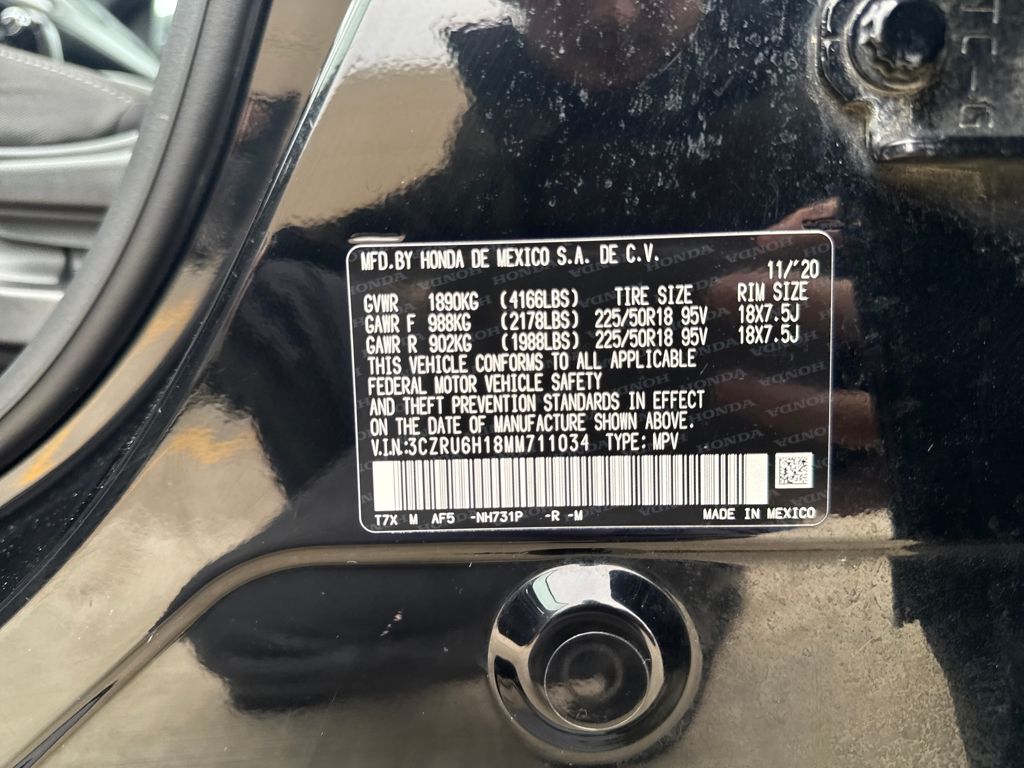 MFD.BY HONDA DE MEXICO S.A. DE C.V.
11/'20
GVWR 1890KG (4166LBS) TIRE SIZE RIM SIZE
GAWR F 988KG (2178LBS) 225/50R18 95V 18X7.5J
GAWR R 902KG (1988LBS) 225/50R18 95V 18X7.5J
THIS VEHICLE CONFORMS TO ALL APPLICABLE
FEDERAL MOTOR VEHICLE SAFETY
AND THEFT PREVENTION STANDARDS IN EFFECT
ON THE DATE OF MANUFACTURE SHOWN ABOVE.
V.I.N:3CZRU6H18MM711034 TYPE: MPV
T7X M AF5 -NH731P -R -M MADE IN MEXICO